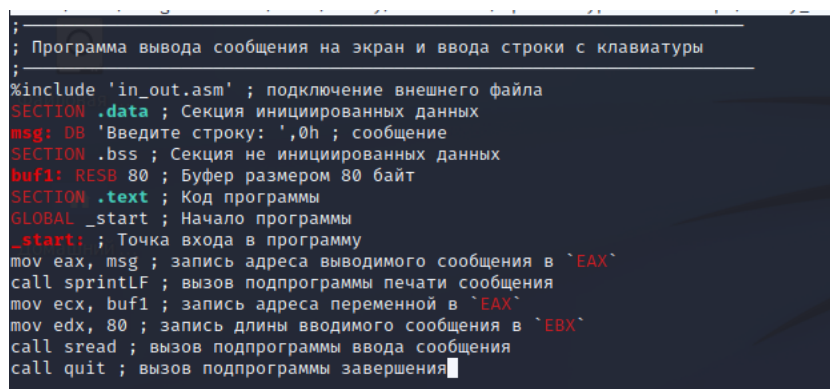 ;
; Программа вывода сообщения на экран и ввода строки с клавиатуры
;
%include 'in_out.asm' ; подключение внешнего файла
SECTION .data ; Секция инициированных данных
msg: DB 'Введите строку: ',0h ; сообщение
SECTION .bss ; Секция не инициированных данных
buf1: RESB 80 ; Буфер размером 80 байт
SECTION .text ; Код программы
GLOBAL _start ; Начало программы
_start: ; Точка входа в программу
mov eax, msg ; запись адреса выводимого сообщения в `EAX`
call sprintLF ; вызов подпрограммы печати сообщения
mov ecx, buf1 ; запись адреса переменной в `EAX`
mov edx, 80 ; запись длины вводимого сообщения в `EBX`
call sread ; вызов подпрограммы ввода сообщения
call quit ; вызов подпрограммы завершения